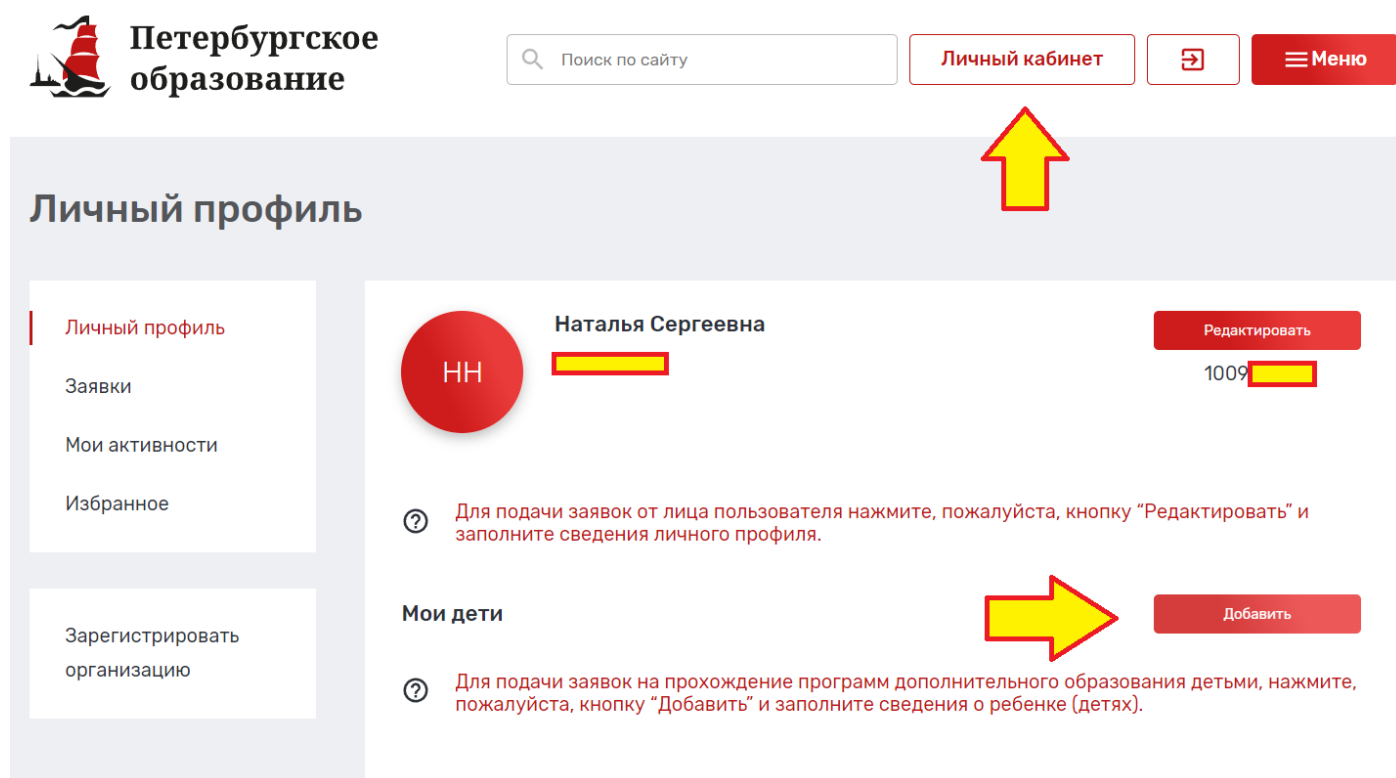 Петербургское
образование
Поиск по сайту
Личный кабинет
Меню
Личный профиль
Личный профиль
Заявки
Мои активности
Избранное
Зарегистрировать
организацию
НН
Наталья Сергеевна
Редактировать
1009
Для подачи заявок от лица пользователя нажмите, пожалуйста, кнопку “Редактировать” и
заполните сведения личного профиля.
Мои дети
Добавить
Для подачи заявок на прохождение программ дополнительного образования детьми, нажмите,
пожалуйста, кнопку “Добавить” и заполните сведения о ребенке (детях).